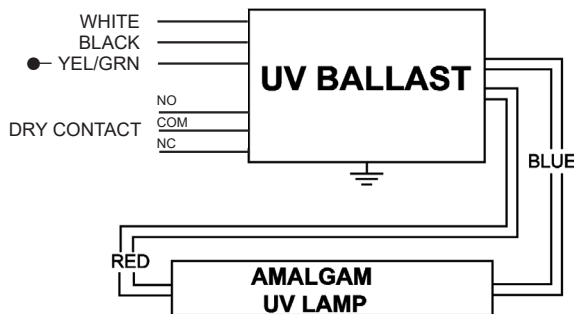 WHITE
BLACK
YEL/GRN
UV BALLAST
NO
DRY CONTACT
COM
NC
BLUE
RED
AMALGAM
UV LAMP